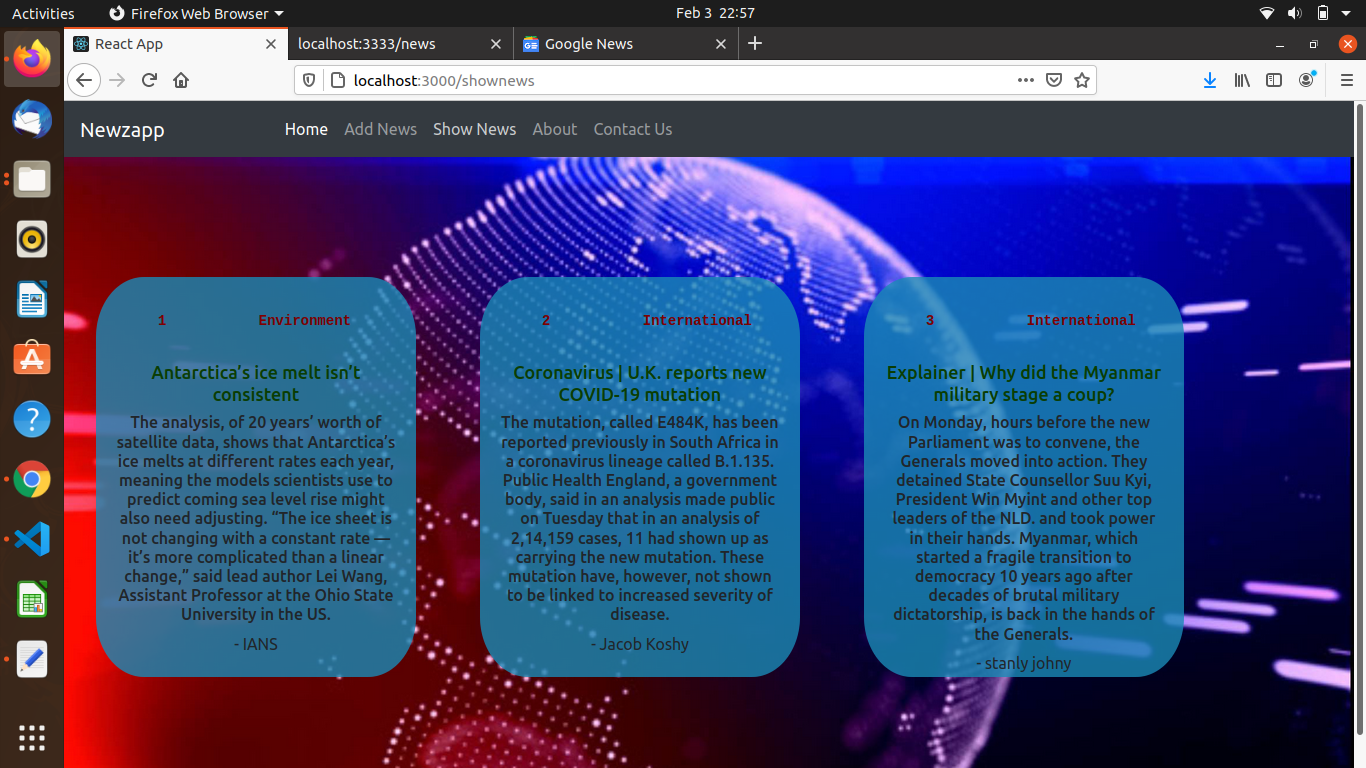 Activities
Firefox Web Browser
Feb 3 22:57
React App
localhost:3333/news
Google News
localhost:3000/shownews
Newzapp
Home
Add News
Show News
About
Contact Us
1 Environment
Antarctica’s ice melt isn’t
consistent
The analysis, of 20 years’ worth of
satellite data, shows that Antarctica’s
ice melts at different rates each year,
meaning the models scientists use to
predict coming sea level rise might
also need adjusting. “The ice sheet is
not changing with a constant rate —
it’s more complicated than a linear
change,” said lead author Lei Wang,
Assistant Professor at the Ohio State
University in the US.
- IANS
2 International
Coronavirus | U.K. reports new
COVID-19 mutation
The mutation, called E484K, has been
reported previously in South Africa in
a coronavirus lineage called B.1.135.
Public Health England, a government
body, said in an analysis made public
on Tuesday that in an analysis of
2,14,159 cases, 11 had shown up as
carrying the new mutation. These
mutation have, however, not shown
to be linked to increased severity of
disease.
- Jacob Koshy
3 International
Explainer | Why did the Myanmar
military stage a coup?
On Monday, hours before the new
Parliament was to convene, the
Generals moved into action. They
detained State Counsellor Suu Kyi,
President Win Myint and other top
leaders of the NLD. and took power
in their hands. Myanmar, which
started a fragile transition to
democracy 10 years ago after
decades of brutal military
dictatorship, is back in the hands of
the Generals.
- stanly johny